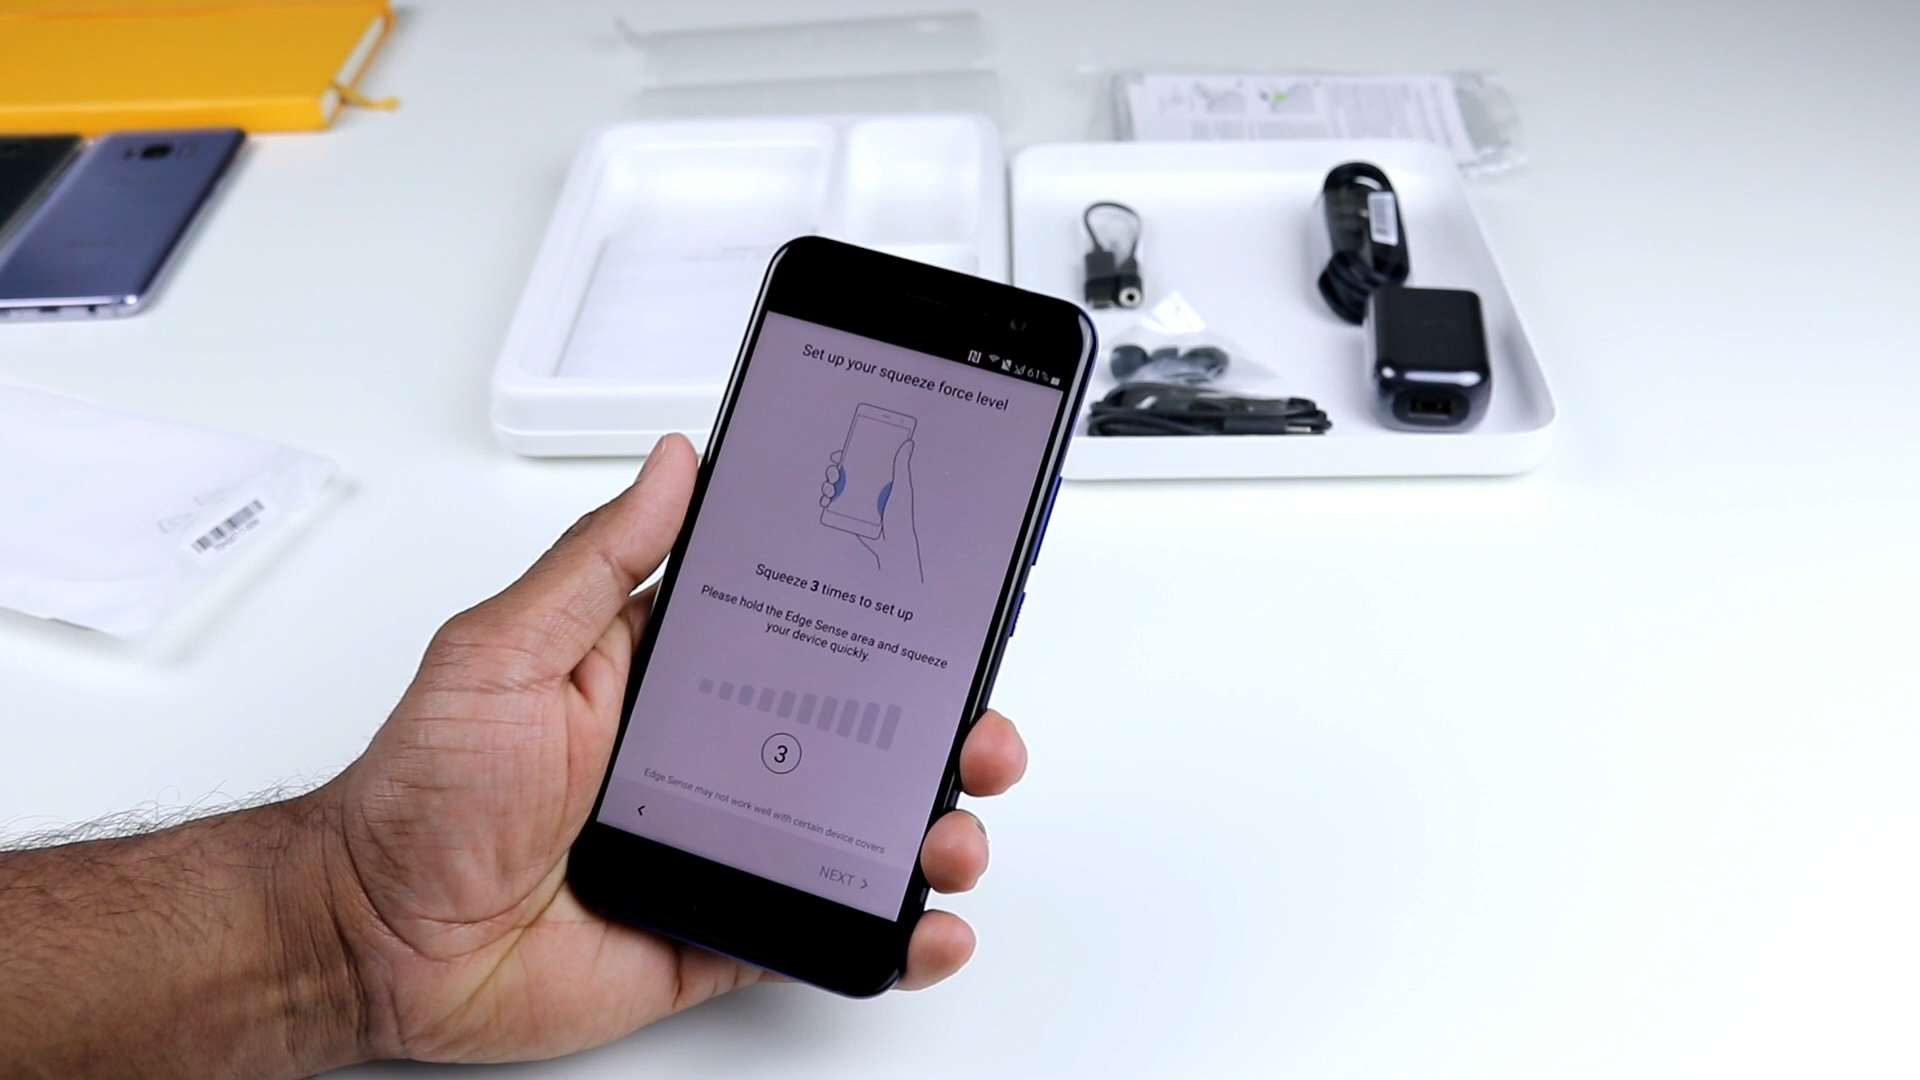 61%
Set up your squeeze force level
Squeeze 3 times to set up
Please hold the Edge Sense area and squeeze
your device quickly.
3
Edge Sense may not work well with certain device covers
NEXT